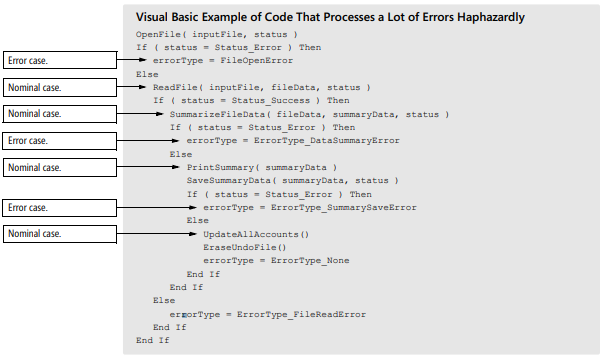 Visual Basic Example of Code That Processes a Lot of Errors Haphazardly
OpenFile( inputFile, status )
If ( status = Status_Error ) Then
Error case.
errorType = FileOpenError
Else
Nominal case.
ReadFile( inputFile, fileData, status )
If ( status = Status_Success ) Then
Nominal case.
SummarizeFileData( fileData, summaryData, status )
If ( status = Status_Error ) Then
Error case.
errorType = ErrorType_DataSummaryError
Else
Nominal case.
PrintSummary( summaryData )
SaveSummaryData( summaryData, status )
If ( status = Status_Error ) Then
Error case.
errorType = ErrorType_SummarySaveError
Else
Nominal case.
UpdateAllAccounts()
EraseUndoFile()
errorType = ErrorType_None
End If
End If
Else
errorType = ErrorType_FileReadError
End If
End If